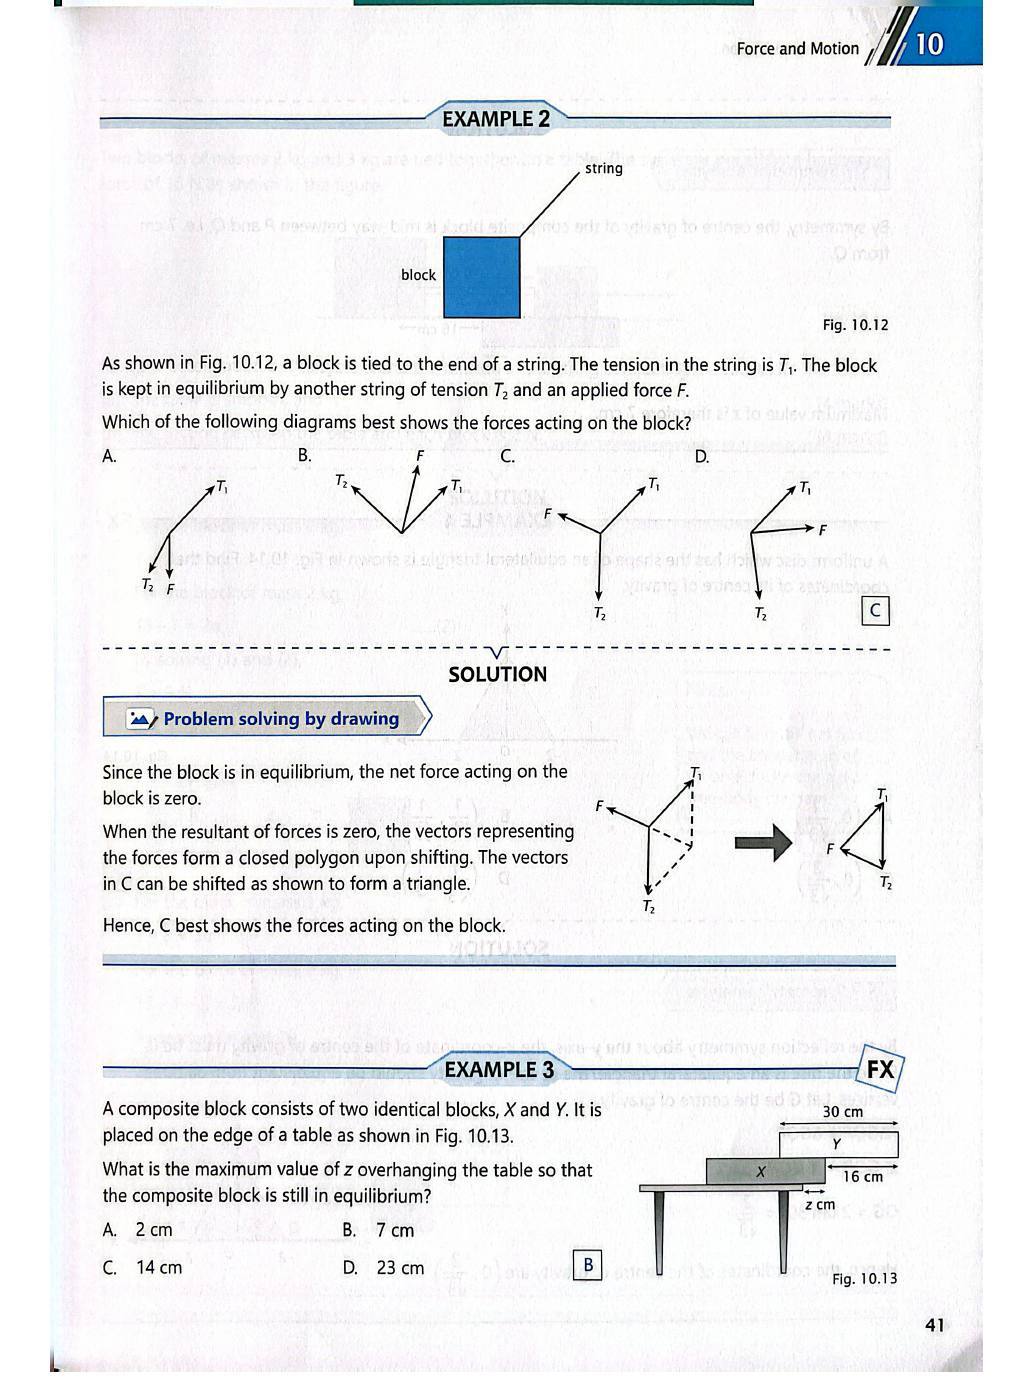 Force and Motion 10
EXAMPLE 2
string
block
Fig. 10.12
As shown in Fig. 10.12, a block is tied to the end of a string. The tension in the string is T₁. The block
is kept in equilibrium by another string of tension T₂ and an applied force F.
Which of the following diagrams best shows the forces acting on the block?
A. B. C. D.
T₁ T₂ F
T₂ F T₁
F T₁ T₂
T₁ F T₂
C
SOLUTION
Problem solving by drawing
Since the block is in equilibrium, the net force acting on the
block is zero.
When the resultant of forces is zero, the vectors representing
the forces form a closed polygon upon shifting. The vectors
in C can be shifted as shown to form a triangle.
Hence, C best shows the forces acting on the block.
F T₁ T₂
T₁ F T₂
EXAMPLE 3
FX
A composite block consists of two identical blocks, X and Y. It is
placed on the edge of a table as shown in Fig. 10.13.
What is the maximum value of z overhanging the table so that
the composite block is still in equilibrium?
A. 2 cm B. 7 cm
C. 14 cm D. 23 cm
B
30 cm
Y
X
16 cm
z cm
Fig. 10.13
41